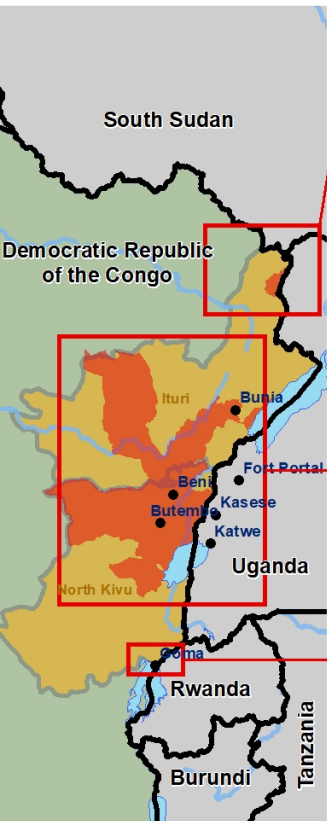 South Sudan
Democratic Republic
of the Congo
Ituri
Bunia
Fort Portal
Beni
Kasese
Butembo
Katwe
Uganda
North Kivu
Goma
Rwanda
Tanzania
Burundi